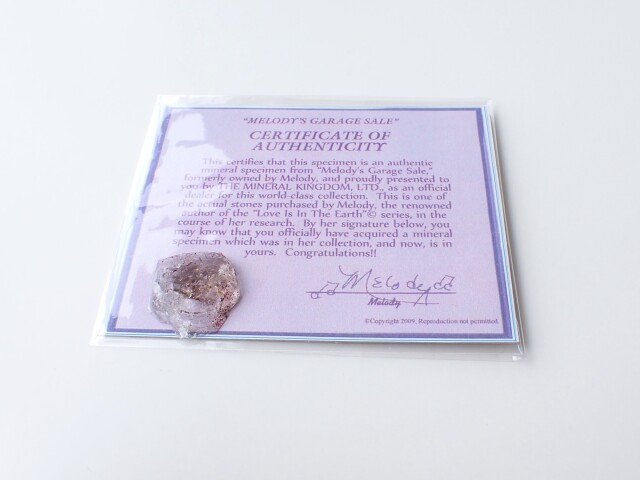 "MELODY'S GARAGE SALE"
CERTIFICATE OF
AUTHENTICITY
This certifies that this specimen is an authentic
mineral specimen from "Melody's Garage Sale,"
formerly owned by Melody, and proudly presented to
you by THE MINERAL KINGDOM, LTD., as an official
dealer for this world-class collection. This is one of
the actual stones purchased by Melody, the renowned
author of the "Love Is In The Earth"© series, in the
course of her research. By her signature below, you
may know that you officially have acquired a mineral
specimen which was in her collection, and now, is in
yours. Congratulations!!
Melody
Melody
©Copyright 2009, Reproduction not permitted.